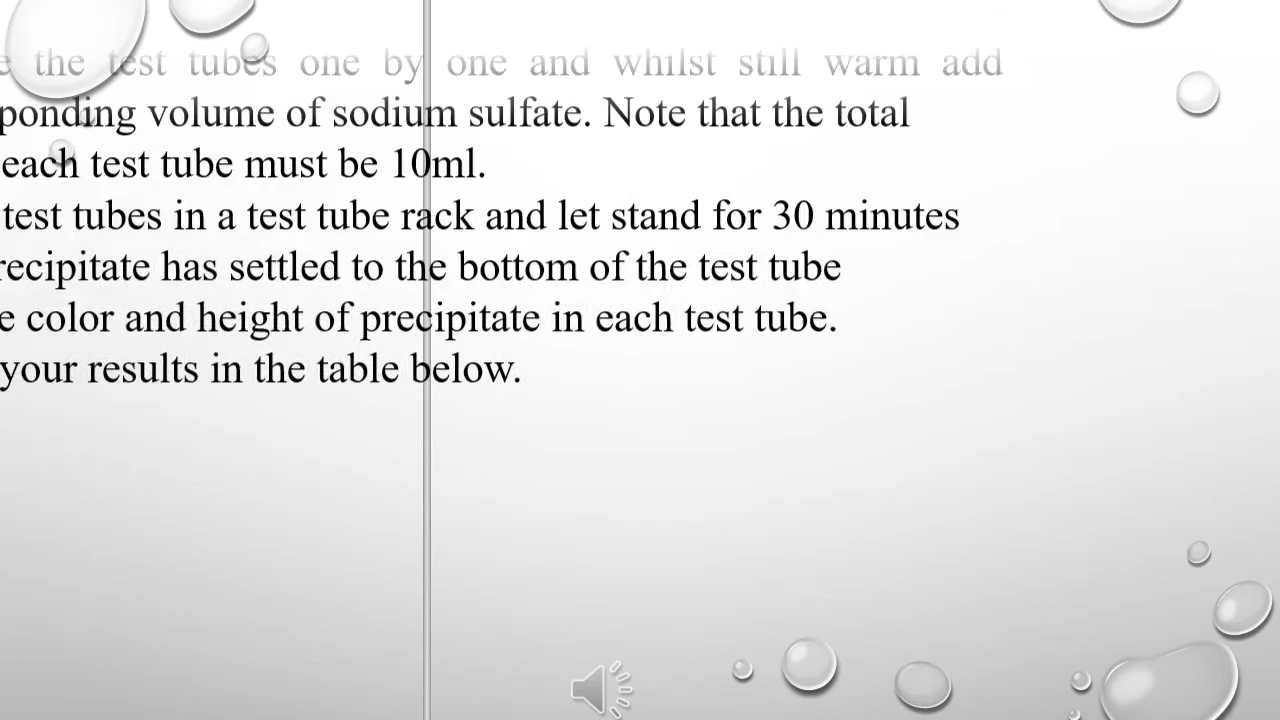 e the test tubes one by one and whilst still warm add
ponding volume of sodium sulfate. Note that the total
each test tube must be 10ml.
test tubes in a test tube rack and let stand for 30 minutes
recipitate has settled to the bottom of the test tube
e color and height of precipitate in each test tube.
your results in the table below.